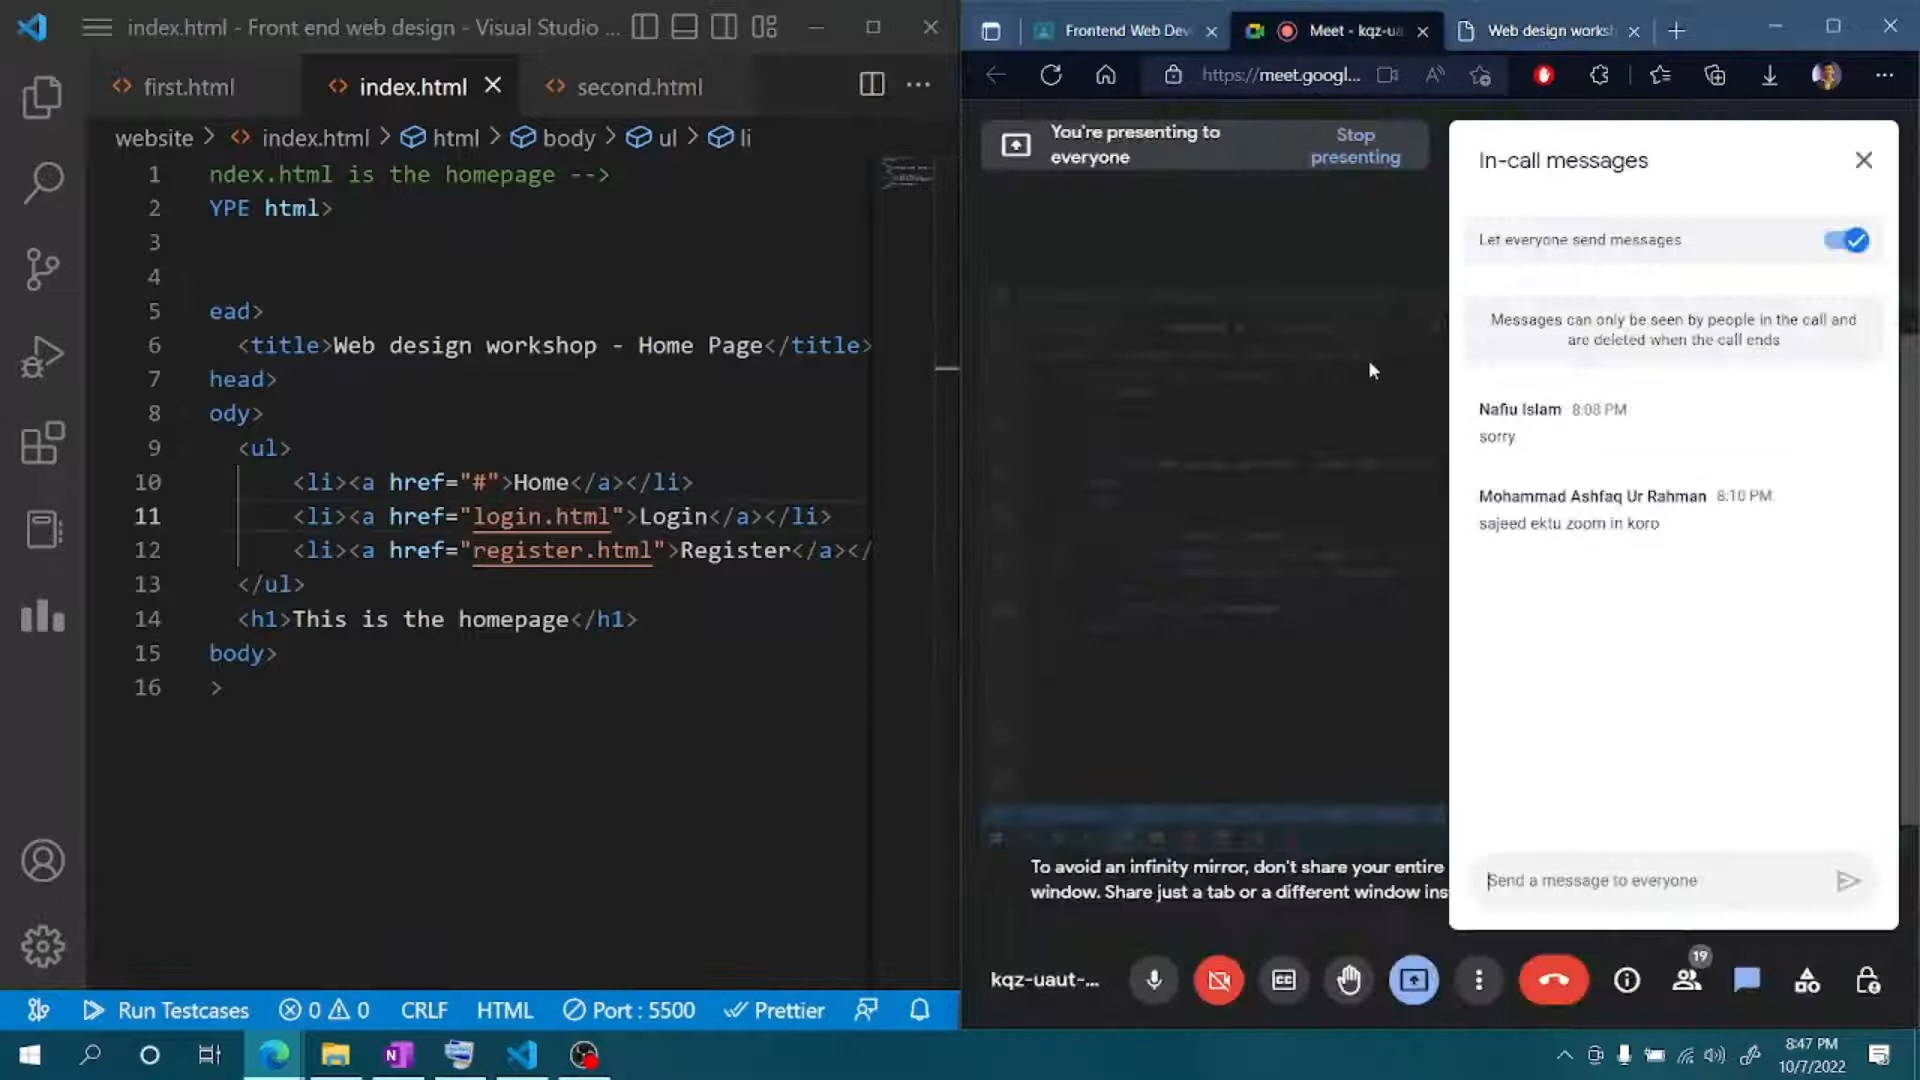 index.html - Front end web design - Visual Studio ...
first.html
index.html
second.html
website > index.html > html > body > ul > li
1 ndex.html is the homepage -->
2 YPE html>
3
4
5 ead>
6 <title>Web design workshop - Home Page</title>
7 head>
8 ody>
9 <ul>
10 <li><a href="#">Home</a></li>
11 <li><a href="login.html">Login</a></li>
12 <li><a href="register.html">Register</a></
13 </ul>
14 <h1>This is the homepage</h1>
15 body>
16 >
Run Testcases 0 0 CRLF HTML Port : 5500 Prettier
Frontend Web Dev
Meet - kqz-ua
Web design worksh
https://meet.googl...
You're presenting to
everyone
Stop
presenting
In-call messages
Let everyone send messages
Messages can only be seen by people in the call and
are deleted when the call ends
Nafiu Islam 8:08 PM
sorry
Mohammad Ashfaq Ur Rahman 8:10 PM
sajeed ektu zoom in koro
Send a message to everyone
To avoid an infinity mirror, don't share your entire
window. Share just a tab or a different window ins
kqz-uaut-...
19
8:47 PM
10/7/2022